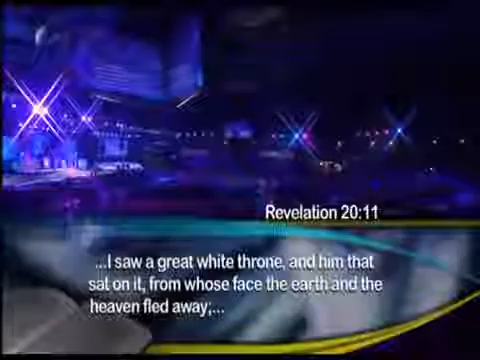 Revelation 20:11
...I saw a great white throne, and him that
sat on it, from whose face the earth and the
heaven fled away;...